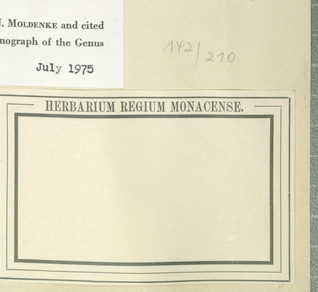 N. MOLDENKE and cited
nograph of the Genus
July 1975
142/210
HERBARIUM REGIUM MONACENSE.